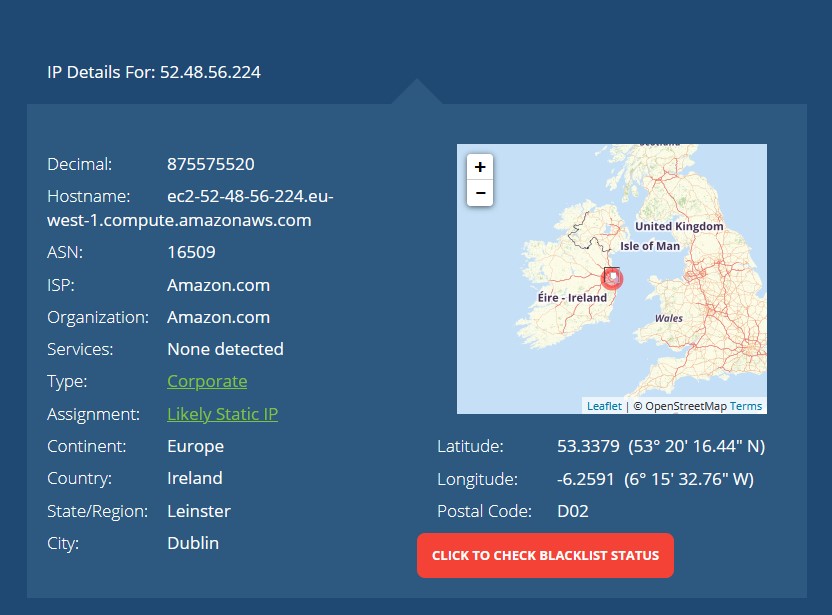 IP Details For: 52.48.56.224
Decimal: 875575520
Hostname: ec2-52-48-56-224.eu-
west-1.compute.amazonaws.com
ASN: 16509
ISP: Amazon.com
Organization: Amazon.com
Services: None detected
Type: Corporate
Assignment: Likely Static IP
Continent: Europe
Country: Ireland
State/Region: Leinster
City: Dublin
+
−
Scotland
United Kingdom
Isle of Man
Éire - Ireland
Wales
Leaflet | © OpenStreetMap Terms
Latitude: 53.3379 (53° 20' 16.44" N)
Longitude: -6.2591 (6° 15' 32.76" W)
Postal Code: D02
CLICK TO CHECK BLACKLIST STATUS